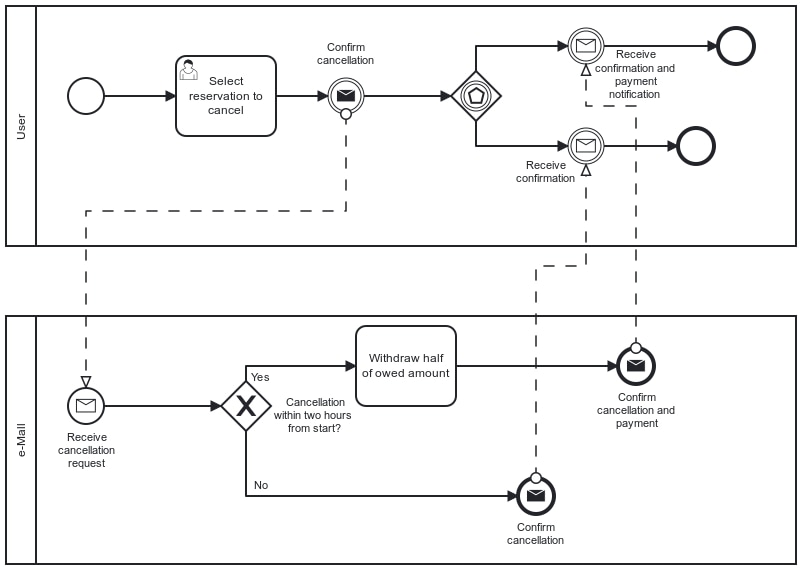 User
Select
reservation to
cancel
Confirm
cancellation
Receive
confirmation and
payment
notification
Receive
confirmation
e-Mall
Receive
cancellation
request
Yes
Cancellation
within two hours
from start?
No
Withdraw half
of owed amount
Confirm
cancellation and
payment
Confirm
cancellation